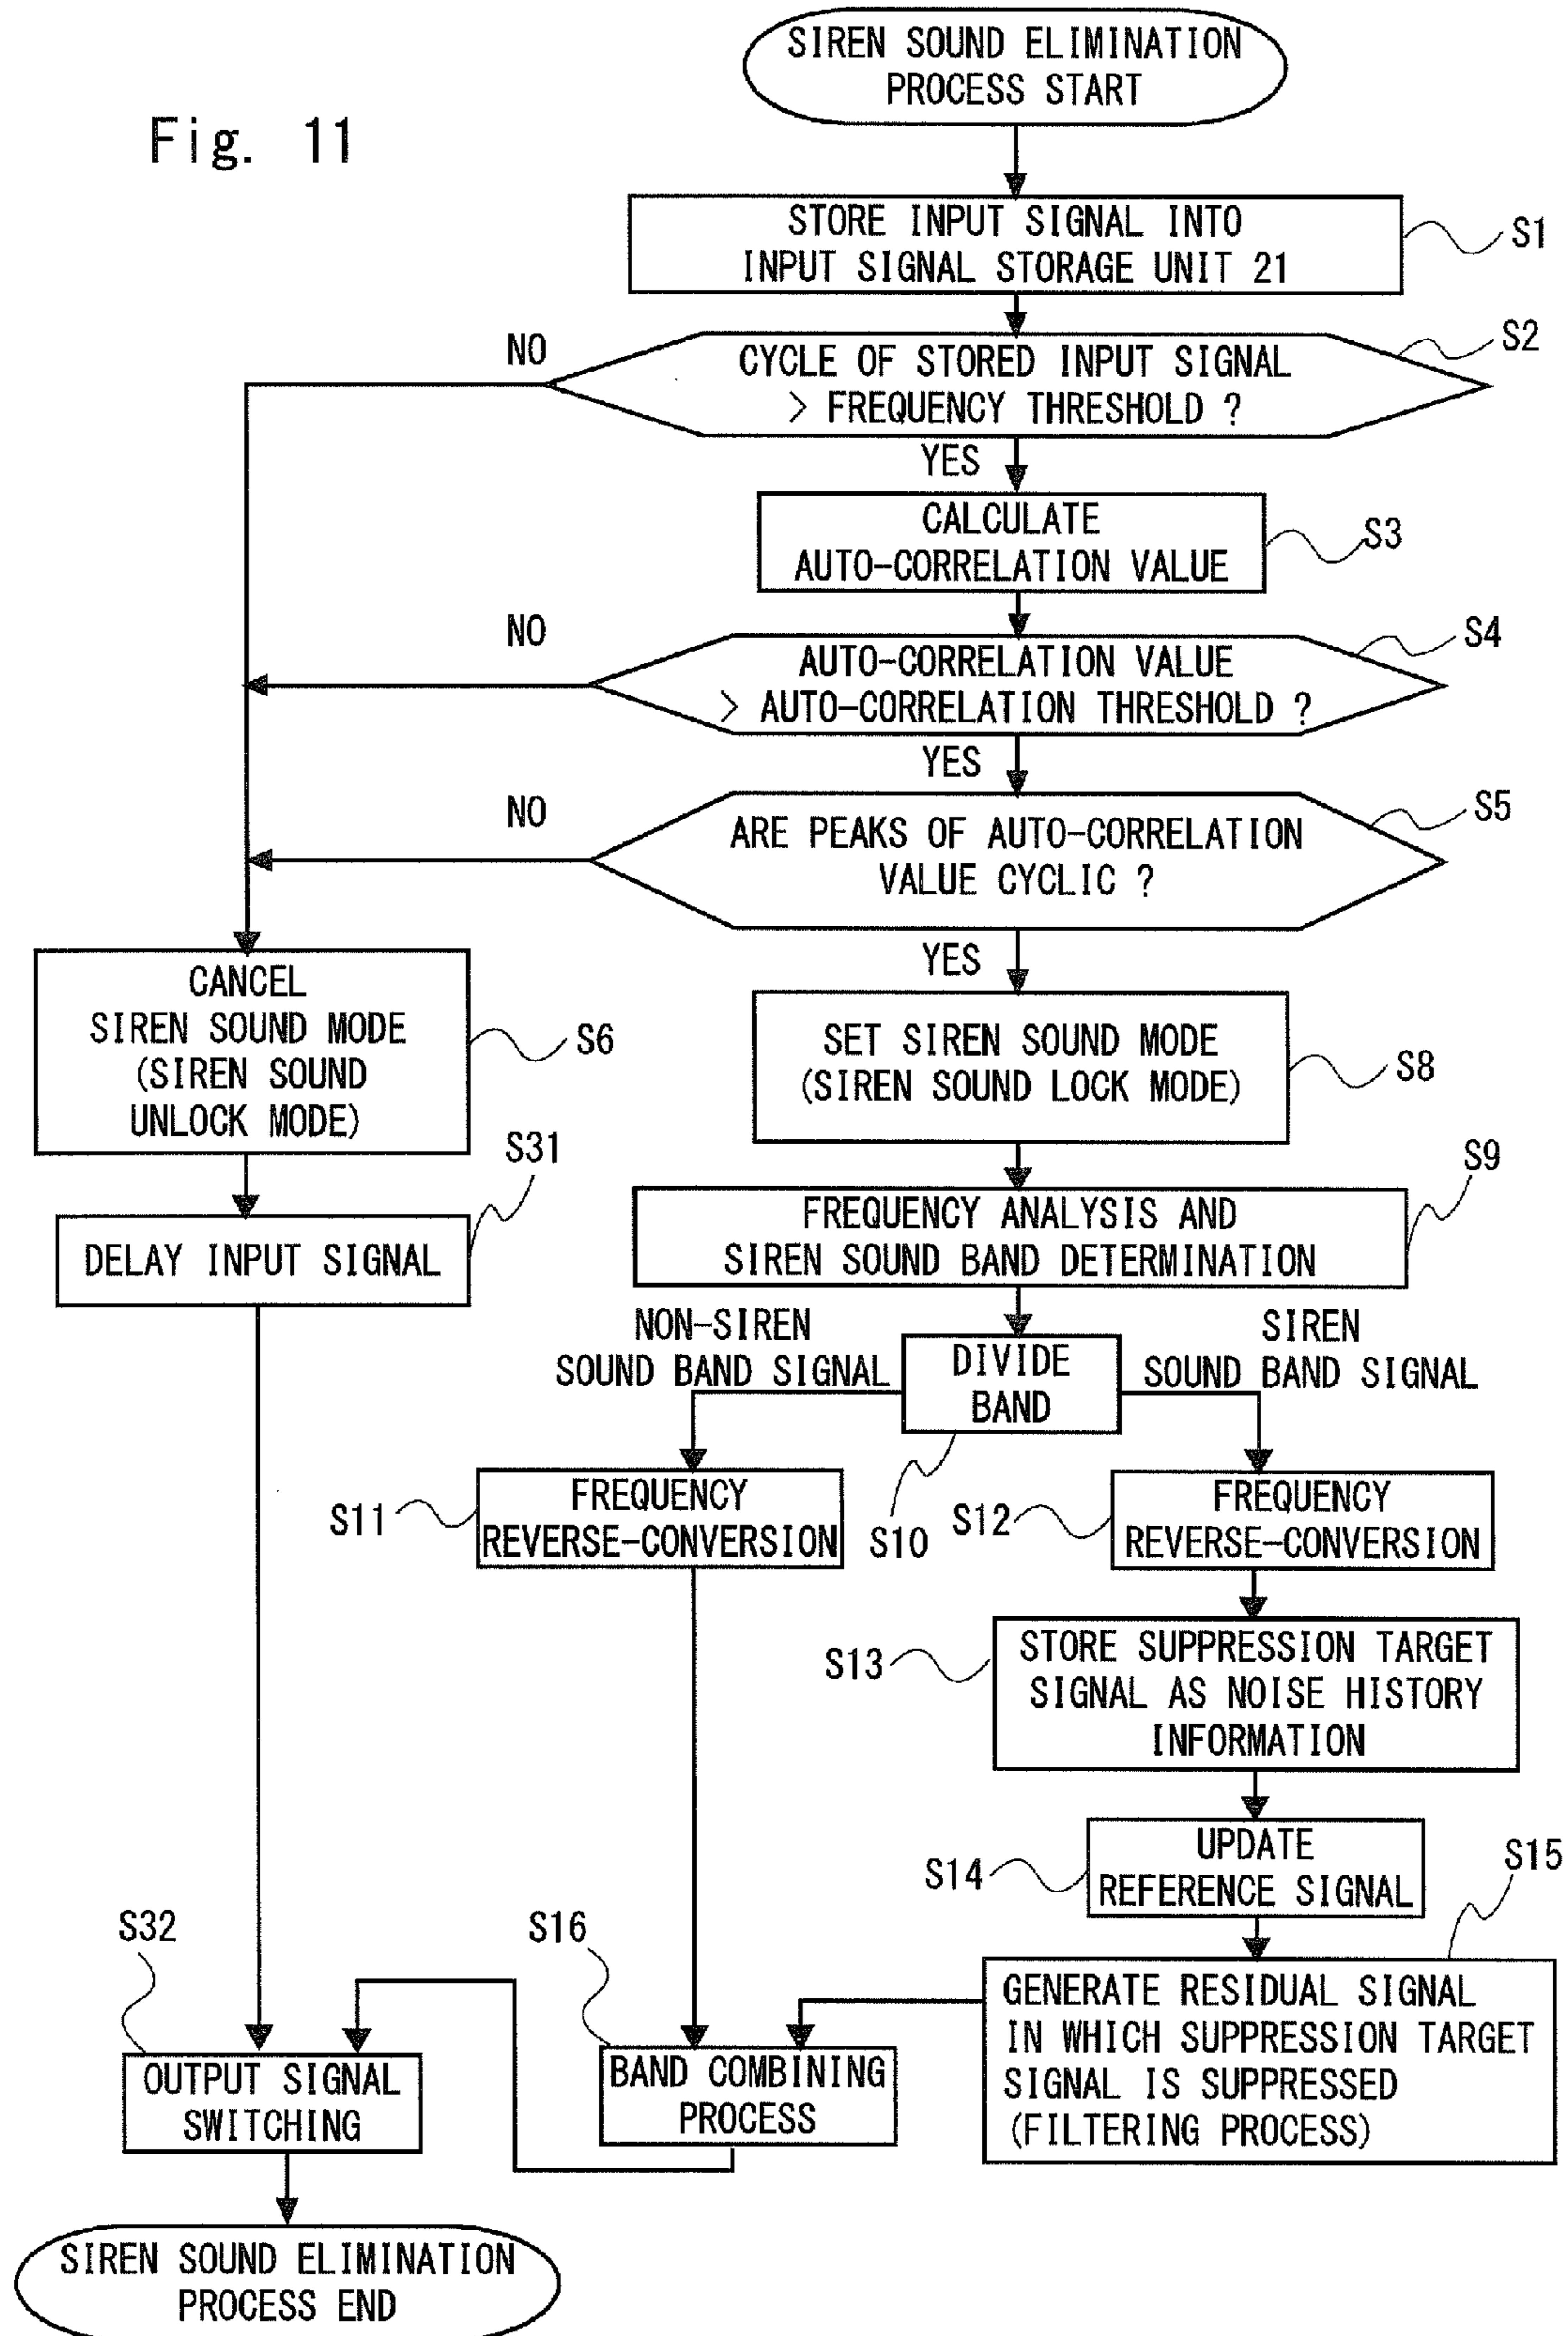 Fig. 11
SIREN SOUND ELIMINATION
PROCESS START
STORE INPUT SIGNAL INTO
INPUT SIGNAL STORAGE UNIT 21
S1
CYCLE OF STORED INPUT SIGNAL
> FREQUENCY THRESHOLD ?
S2
NO
YES
CALCULATE
AUTO-CORRELATION VALUE
S3
AUTO-CORRELATION VALUE
> AUTO-CORRELATION THRESHOLD ?
S4
NO
YES
ARE PEAKS OF AUTO-CORRELATION
VALUE CYCLIC ?
S5
NO
YES
CANCEL
SIREN SOUND MODE
(SIREN SOUND
UNLOCK MODE)
S6
SET SIREN SOUND MODE
(SIREN SOUND LOCK MODE)
S8
DELAY INPUT SIGNAL
S31
FREQUENCY ANALYSIS AND
SIREN SOUND BAND DETERMINATION
S9
NON-SIREN
SOUND BAND SIGNAL
DIVIDE
BAND
S10
SIREN
SOUND BAND SIGNAL
S11
FREQUENCY
REVERSE-CONVERSION
S12
FREQUENCY
REVERSE-CONVERSION
S13
STORE SUPPRESSION TARGET
SIGNAL AS NOISE HISTORY
INFORMATION
S14
UPDATE
REFERENCE SIGNAL
S15
GENERATE RESIDUAL SIGNAL
IN WHICH SUPPRESSION TARGET
SIGNAL IS SUPPRESSED
(FILTERING PROCESS)
S16
BAND COMBINING
PROCESS
S32
OUTPUT SIGNAL
SWITCHING
SIREN SOUND ELIMINATION
PROCESS END